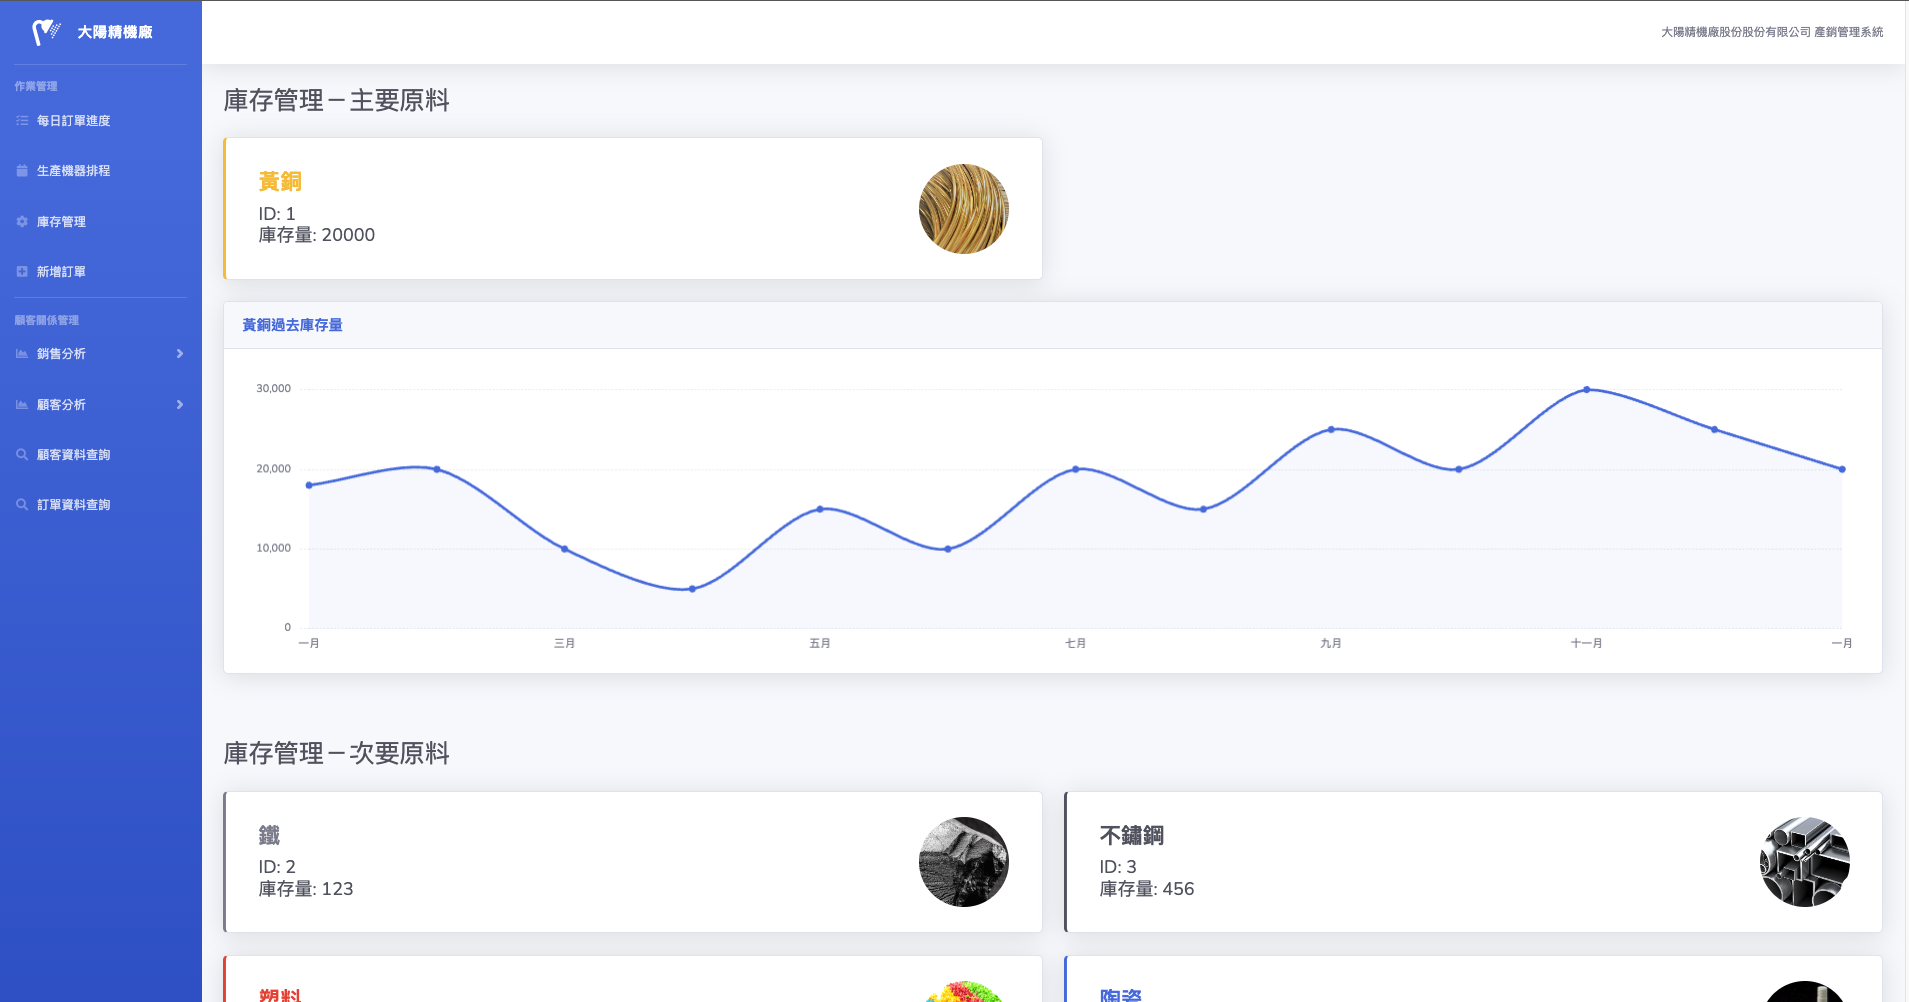 大陽精機廠
作業管理
每日訂單進度
生產機器排程
庫存管理
新增訂單
顧客關係管理
銷售分析
顧客分析
顧客資料查詢
訂單資料查詢
大陽精機廠股份股份有限公司 產銷管理系統
庫存管理－主要原料
黃銅
ID: 1
庫存量: 20000
黃銅過去庫存量
30,000
20,000
10,000
0
一月 三月 五月 七月 九月 十一月 一月
庫存管理－次要原料
鐵
ID: 2
庫存量: 123
不鏽鋼
ID: 3
庫存量: 456
塑料
陶瓷